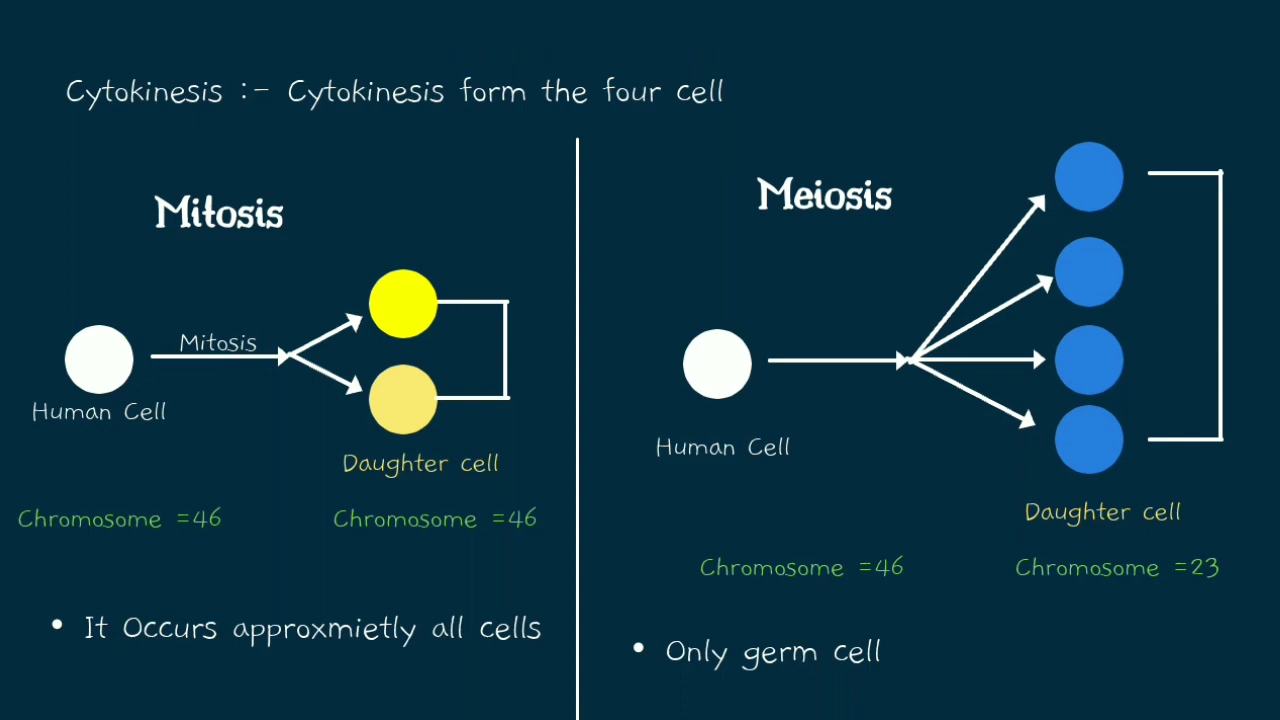 Cytokinesis :- Cytokinesis form the four cell
Mitosis
Mitosis
Human Cell
Daughter cell
Chromosome =46
Chromosome =46
• It Occurs approxmietly all cells
Meiosis
Human Cell
Daughter cell
Chromosome =46
Chromosome =23
• Only germ cell